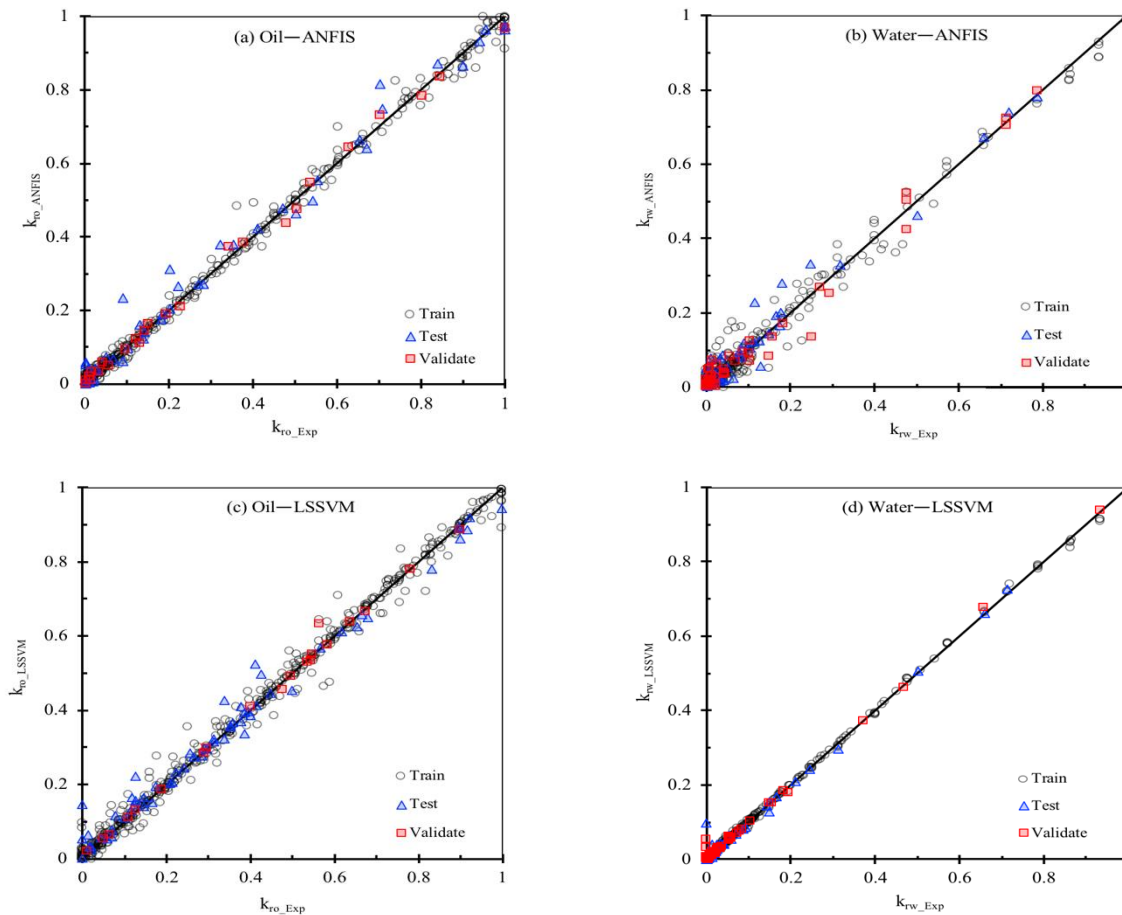 (a) Oil—ANFIS
1
0.8
0.6
0.4
0.2
0
k_ro_ANFIS
Train
Test
Validate
0
0.2
0.4
0.6
0.8
1
k_ro_Exp
(b) Water—ANFIS
1
0.8
0.6
0.4
0.2
0
k_rw_ANFIS
Train
Test
Validate
0
0.2
0.4
0.6
0.8
k_rw_Exp
(c) Oil—LSSVM
1
0.8
0.6
0.4
0.2
0
k_ro_LSSVM
Train
Test
Validate
0
0.2
0.4
0.6
0.8
1
k_ro_Exp
(d) Water—LSSVM
1
0.8
0.6
0.4
0.2
0
k_rw_LSSVM
Train
Test
Validate
0
0.2
0.4
0.6
0.8
k_rw_Exp